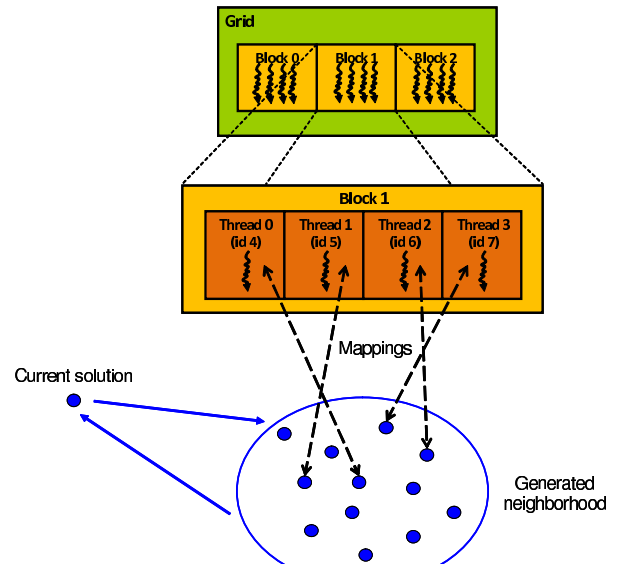 Grid
Block 0 Block 1 Block 2
Block 1
Thread 0 Thread 1 Thread 2 Thread 3
(id 4) (id 5) (id 6) (id 7)
Mappings
Current solution
Generated
neighborhood